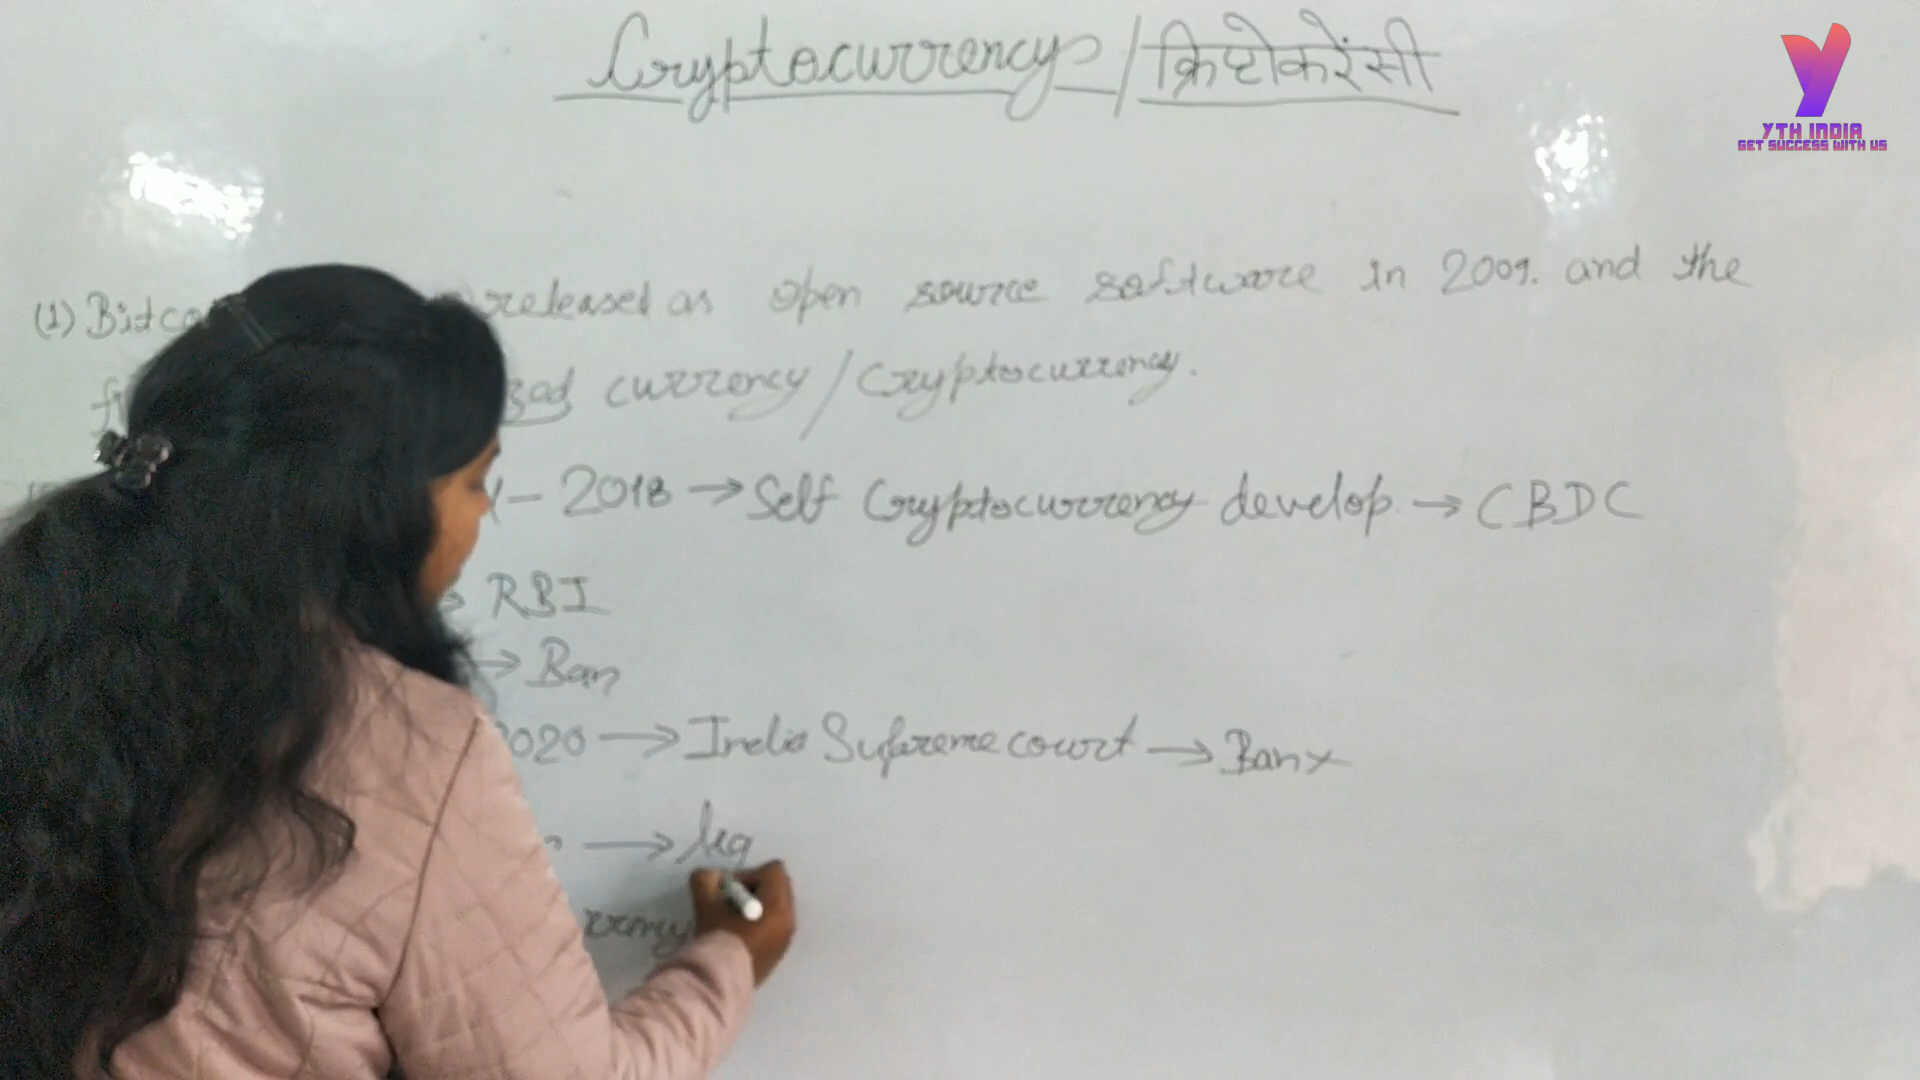 Cryptocurrency / क्रिप्टोकरेंसी
YTH INDIA
GET SUCCESS WITH US
(1) released as open source software in 2009. and the
currency / Cryptocurrency.
- 2018 → Self Cryptocurrency develop → CBDC
→ RBI
→ Ban
2020 → India Supreme court → Ban x
→ leg